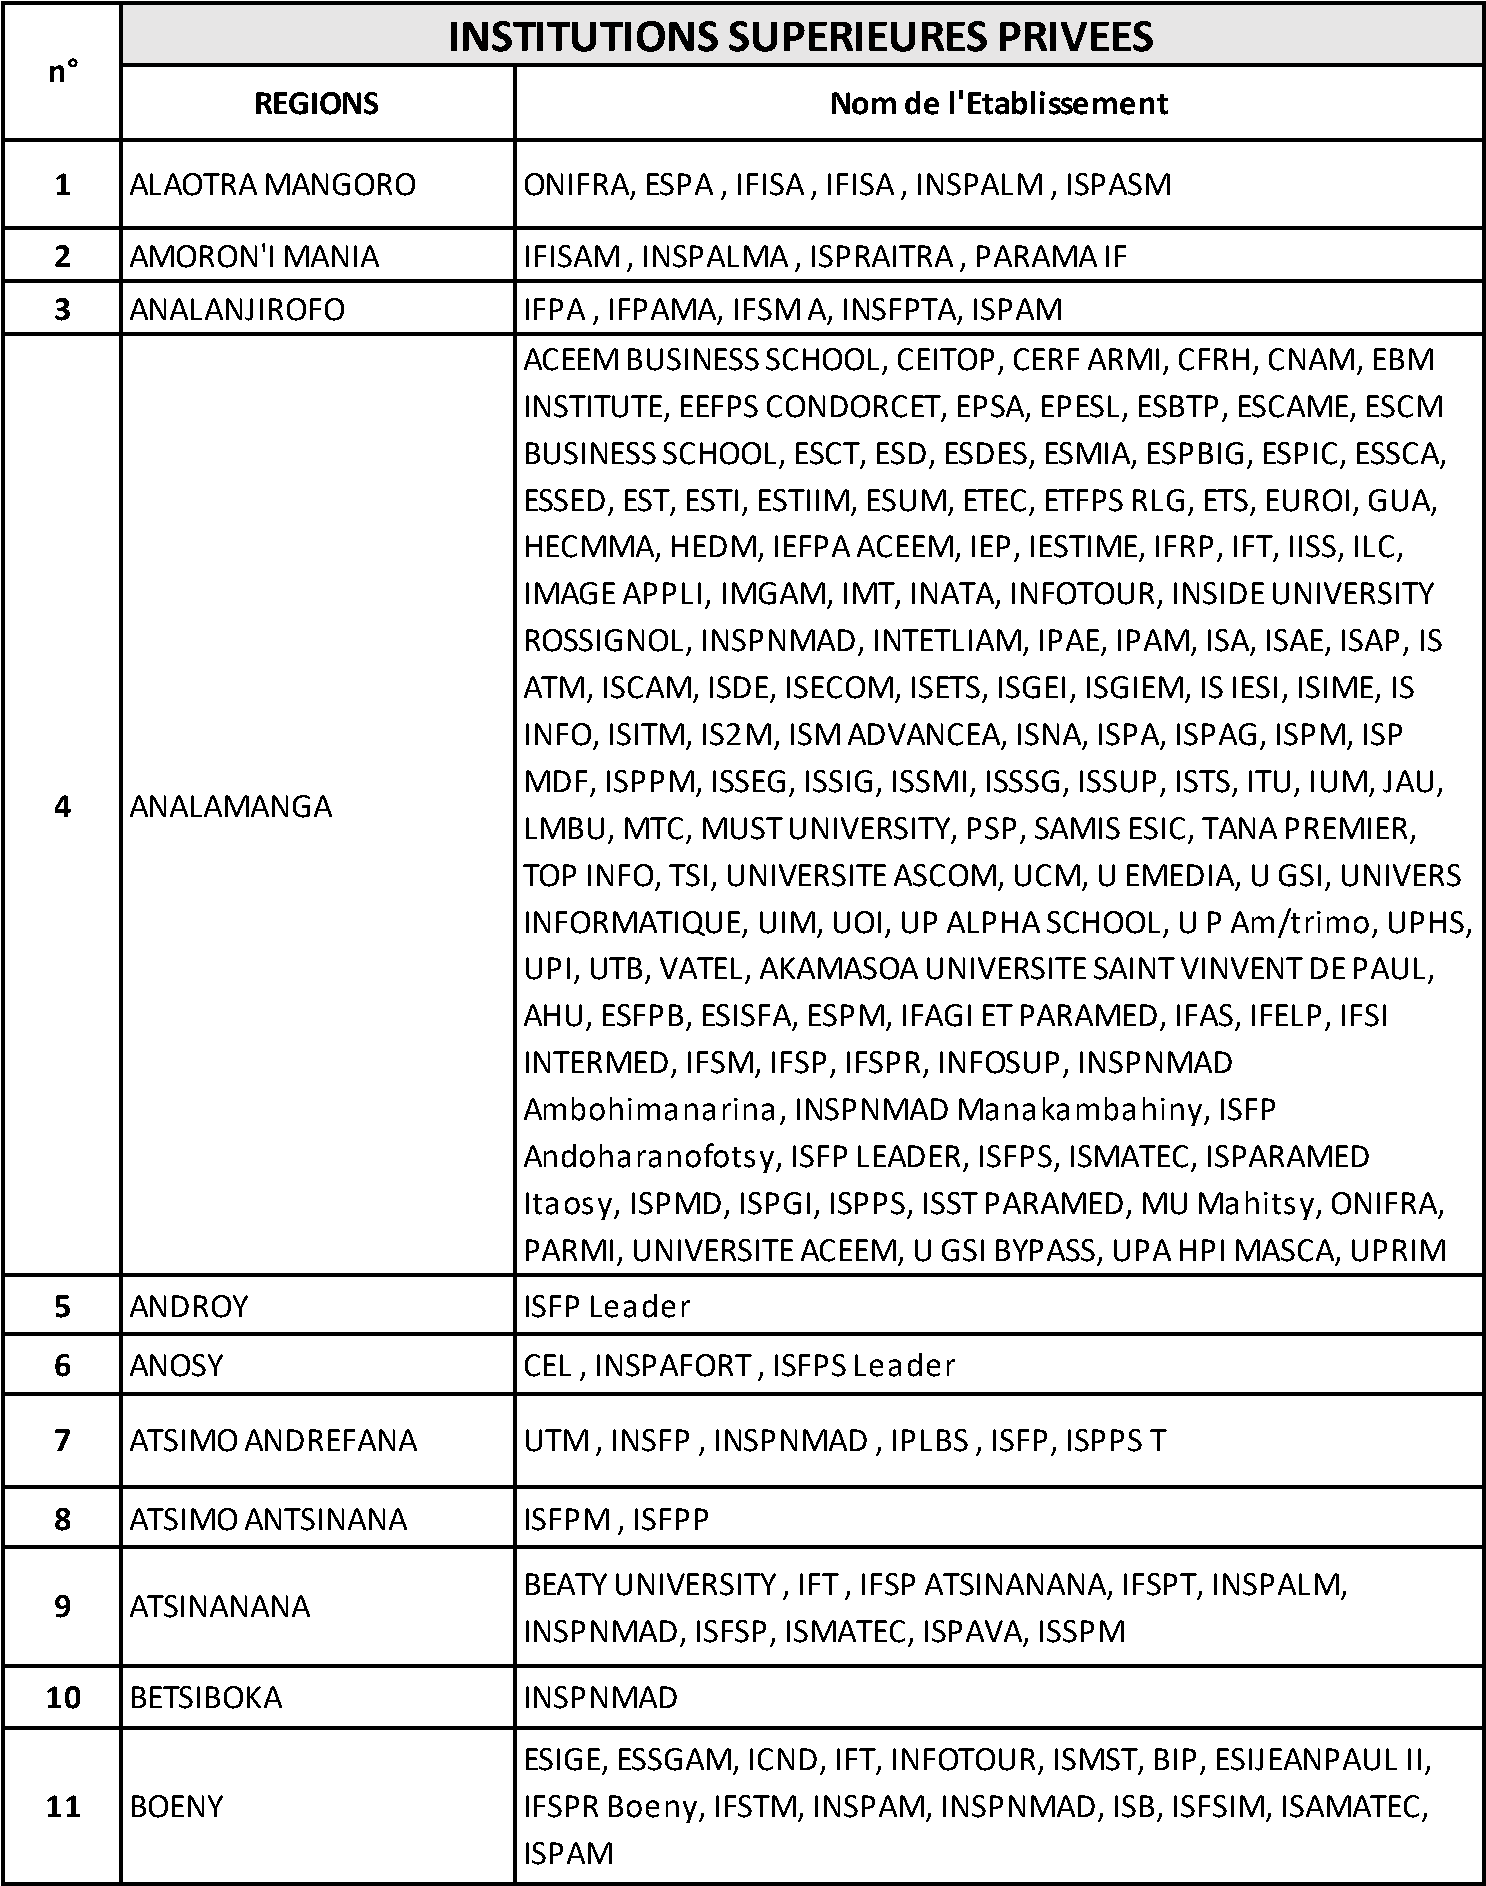 INSTITUTIONS SUPERIEURES PRIVEES
n°
REGIONS
Nom de l'Etablissement
1
ALAOTRA MANGORO
ONIFRA, ESPA , IFISA , IFISA , INSPALM , ISPASM
2
AMORON'I MANIA
IFISAM , INSPALMA , ISPRAITRA , PARAMA IF
3
ANALANJIROFO
IFPA , IFPAMA, IFSM A, INSFPTA, ISPAM
4
ANALAMANGA
ACEEM BUSINESS SCHOOL, CEITOP, CERF ARMI, CFRH, CNAM, EBM
INSTITUTE, EEFPS CONDORCET, EPSA, EPESL, ESBTP, ESCAME, ESCM
BUSINESS SCHOOL, ESCT, ESD, ESDES, ESMIA, ESPBIG, ESPIC, ESSCA,
ESSED, EST, ESTI, ESTIIM, ESUM, ETEC, ETFPS RLG, ETS, EUROI, GUA,
HECMMA, HEDM, IEFPA ACEEM, IEP, IESTIME, IFRP, IFT, IISS, ILC,
IMAGE APPLI, IMGAM, IMT, INATA, INFOTOUR, INSIDE UNIVERSITY
ROSSIGNOL, INSPNMAD, INTETLIAM, IPAE, IPAM, ISA, ISAE, ISAP, IS
ATM, ISCAM, ISDE, ISECOM, ISETS, ISGEI, ISGIEM, IS IESI, ISIME, IS
INFO, ISITM, IS2M, ISM ADVANCEA, ISNA, ISPA, ISPAG, ISPM, ISP
MDF, ISPPM, ISSEG, ISSIG, ISSMI, ISSSG, ISSUP, ISTS, ITU, IUM, JAU,
LMBU, MTC, MUST UNIVERSITY, PSP, SAMIS ESIC, TANA PREMIER,
TOP INFO, TSI, UNIVERSITE ASCOM, UCM, U EMEDIA, U GSI, UNIVERS
INFORMATIQUE, UIM, UOI, UP ALPHA SCHOOL, U P Am/trimo, UPHS,
UPI, UTB, VATEL, AKAMASOA UNIVERSITE SAINT VINVENT DE PAUL,
AHU, ESFPB, ESISFA, ESPM, IFAGI ET PARAMED, IFAS, IFELP, IFSI
INTERMED, IFSM, IFSP, IFSPR, INFOSUP, INSPNMAD
Ambohimanarina, INSPNMAD Manakambahiny, ISFP
Andoharanofotsy, ISFP LEADER, ISFPS, ISMATEC, ISPARAMED
Itaosy, ISPMD, ISPGI, ISPPS, ISST PARAMED, MU Mahitsy, ONIFRA,
PARMI, UNIVERSITE ACEEM, U GSI BYPASS, UPA HPI MASCA, UPRIM
5
ANDROY
ISFP Leader
6
ANOSY
CEL , INSPAFORT , ISFPS Leader
7
ATSIMO ANDREFANA
UTM , INSFP , INSPNMAD , IPLBS , ISFP, ISPPS T
8
ATSIMO ANTSINANA
ISFPM , ISFPP
9
ATSINANANA
BEATY UNIVERSITY , IFT , IFSP ATSINANANA, IFSPT, INSPALM,
INSPNMAD, ISFSP, ISMATEC, ISPAVA, ISSPM
10
BETSIBOKA
INSPNMAD
11
BOENY
ESIGE, ESSGAM, ICND, IFT, INFOTOUR, ISMST, BIP, ESIJEANPAUL II,
IFSPR Boeny, IFSTM, INSPAM, INSPNMAD, ISB, ISFSIM, ISAMATEC,
ISPAM